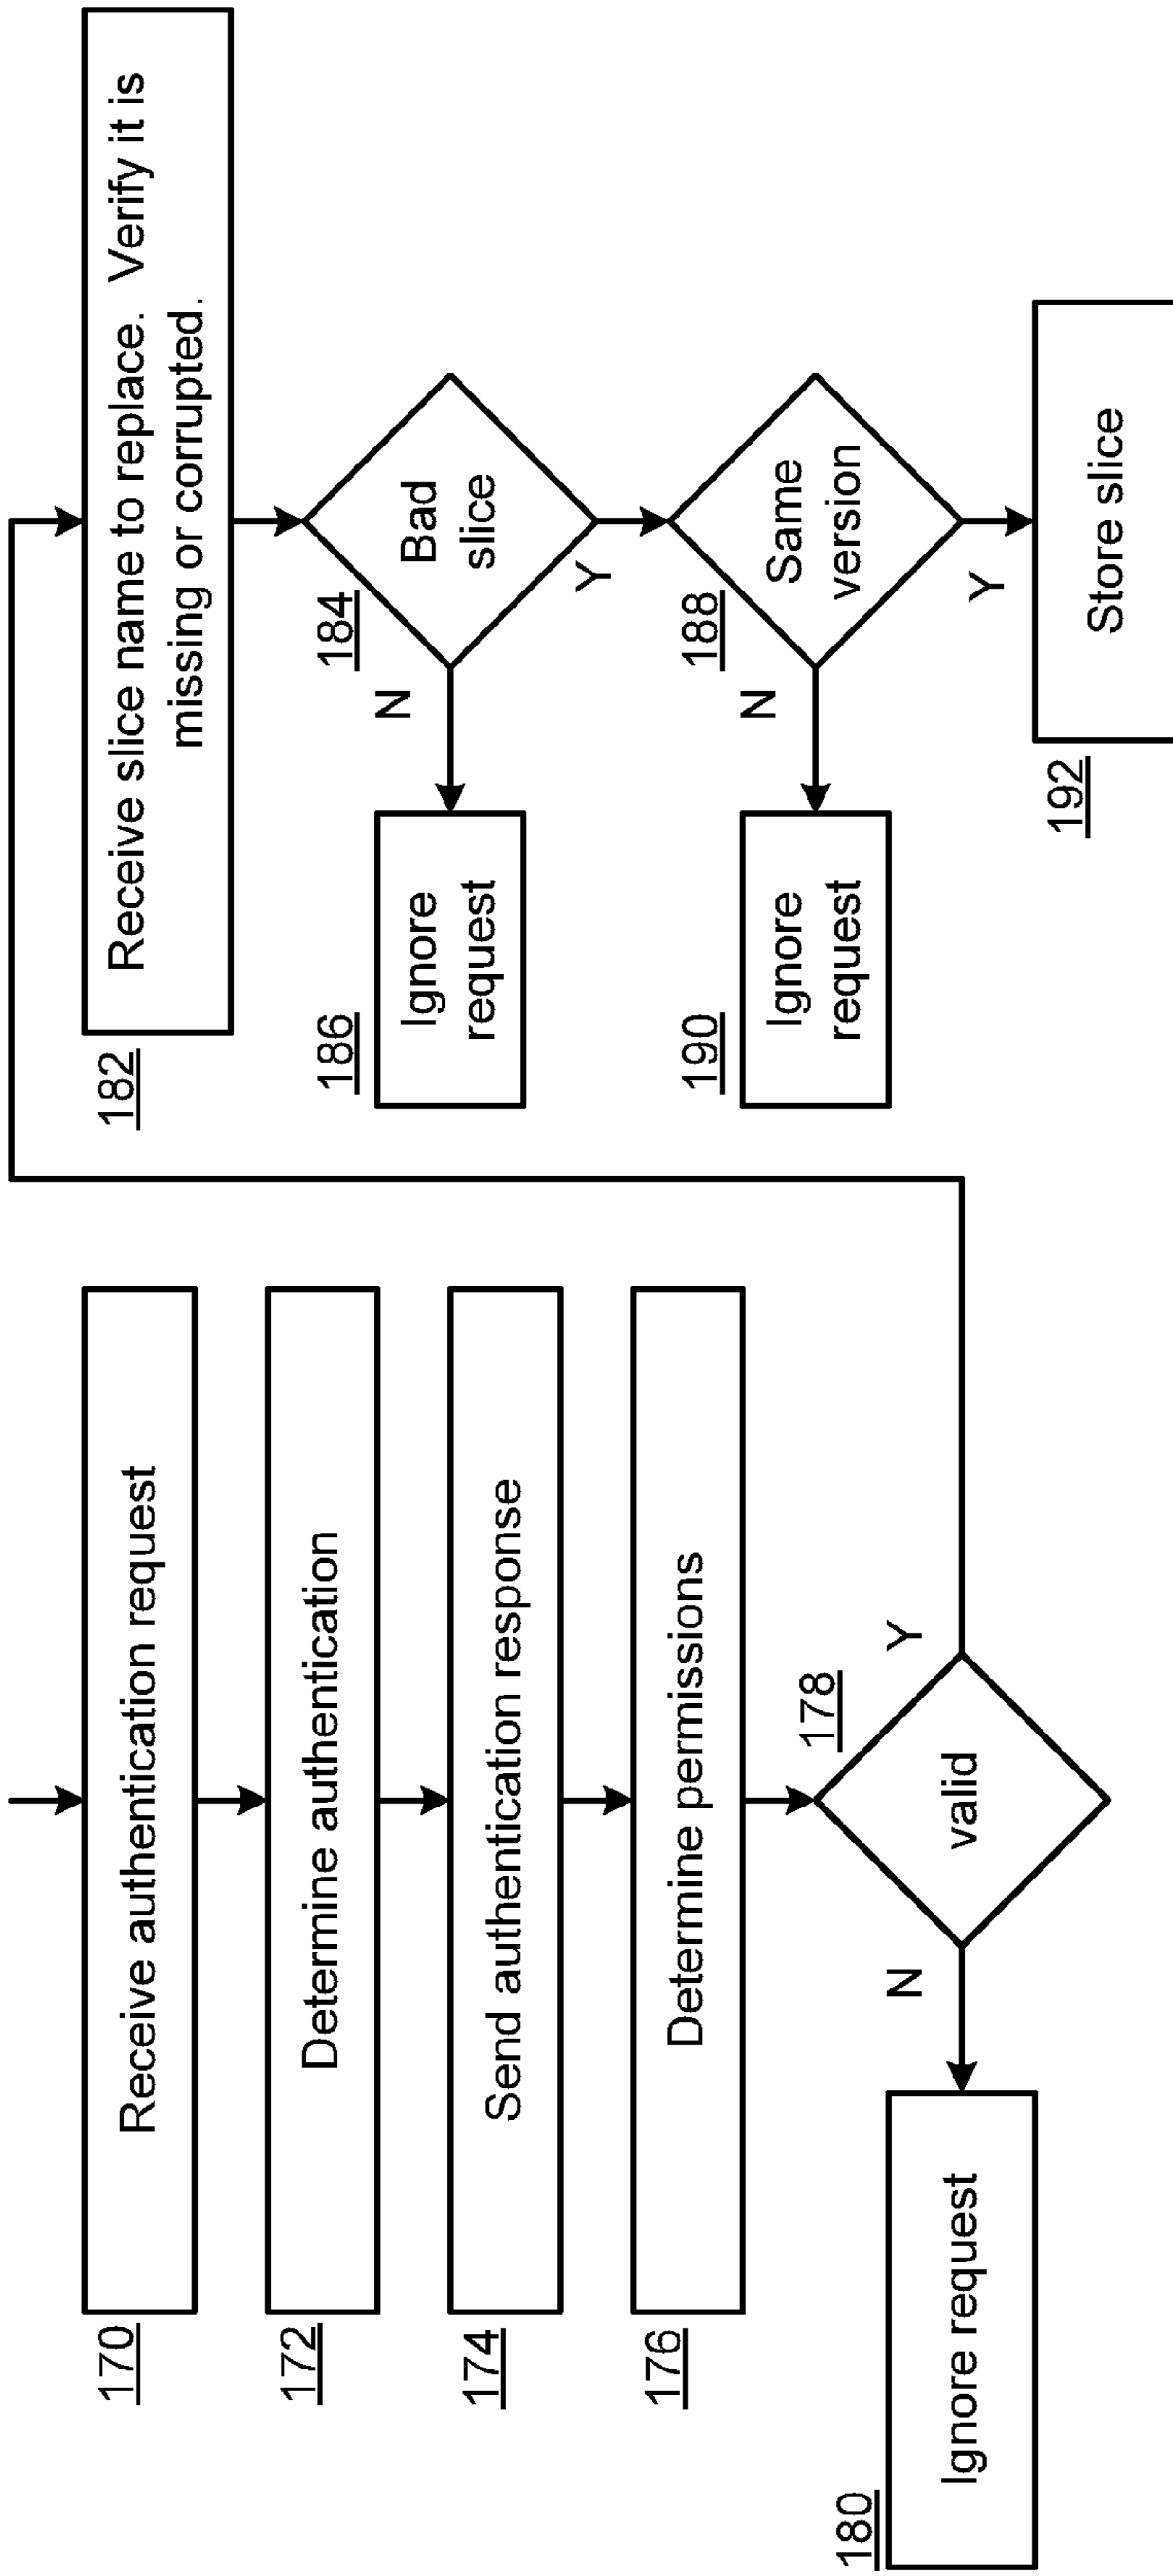 170
Receive authentication request
172
Determine authentication
174
Send authentication response
176
Determine permissions
178
valid
N
Y
180
Ignore request
182
Receive slice name to replace.  Verify it is
missing or corrupted.
184
Bad
slice
N
Y
186
Ignore
request
188
Same
version
N
Y
190
Ignore
request
192
Store slice